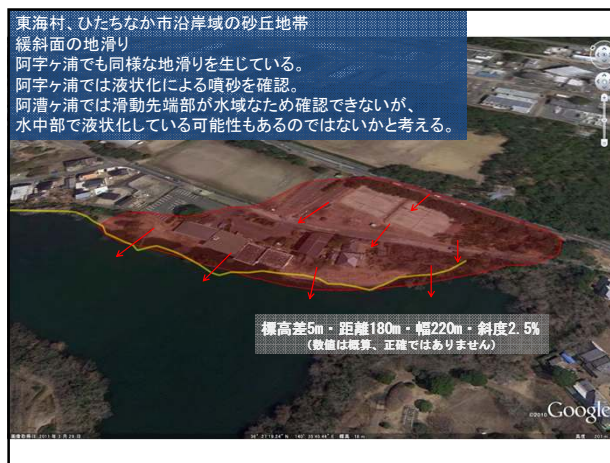 東海村、ひたちなか市沿岸域の砂丘地帯
緩斜面の地滑り
阿字ヶ浦でも同様な地滑りを生じている。
阿字ヶ浦では液状化による噴砂を確認。
阿漕ヶ浦では滑動先端部が水域なため確認できないが、
水中部で液状化している可能性もあるのではないかと考える。
標高差5m・距離180m・幅220m・斜度2.5%
（数値は概算、正確ではありません）
©2010 Google